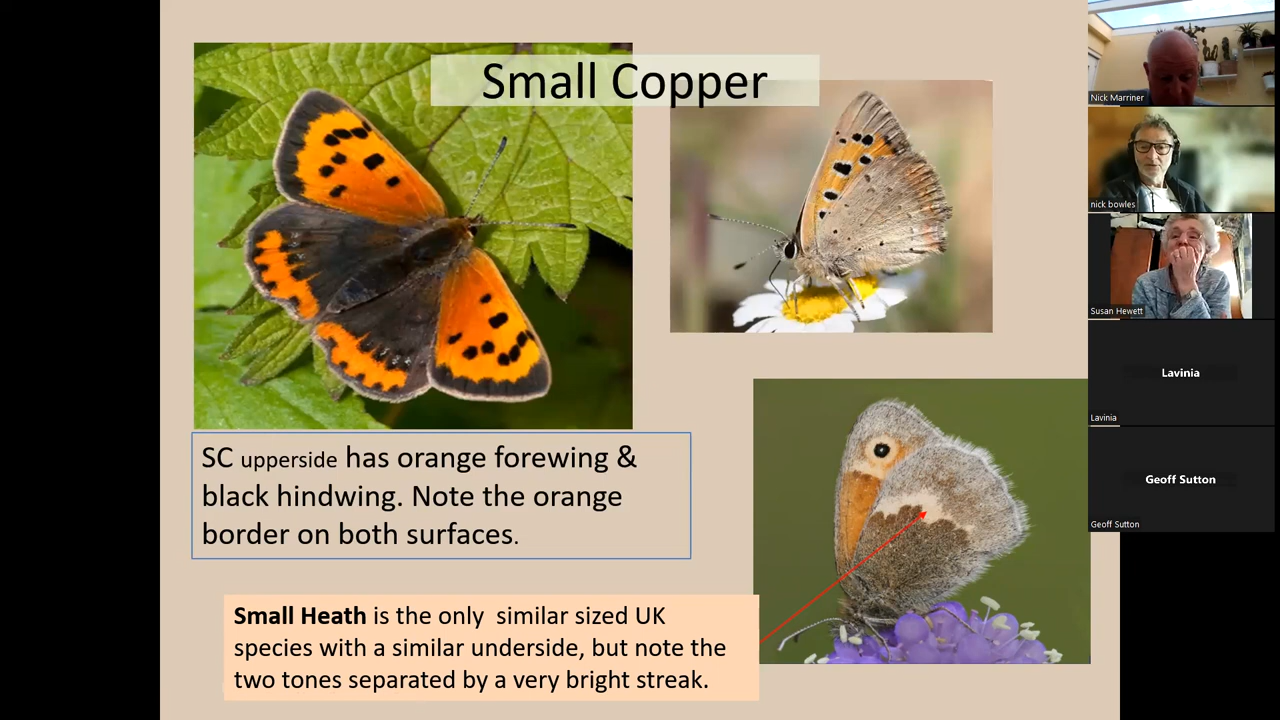 Small Copper
SC upperside has orange forewing &
black hindwing. Note the orange
border on both surfaces.
Small Heath is the only similar sized UK
species with a similar underside, but note the
two tones separated by a very bright streak.
Nick Marriner
nick bowles
Susan Hewett
Lavinia
Lavinia
Geoff Sutton
Geoff Sutton